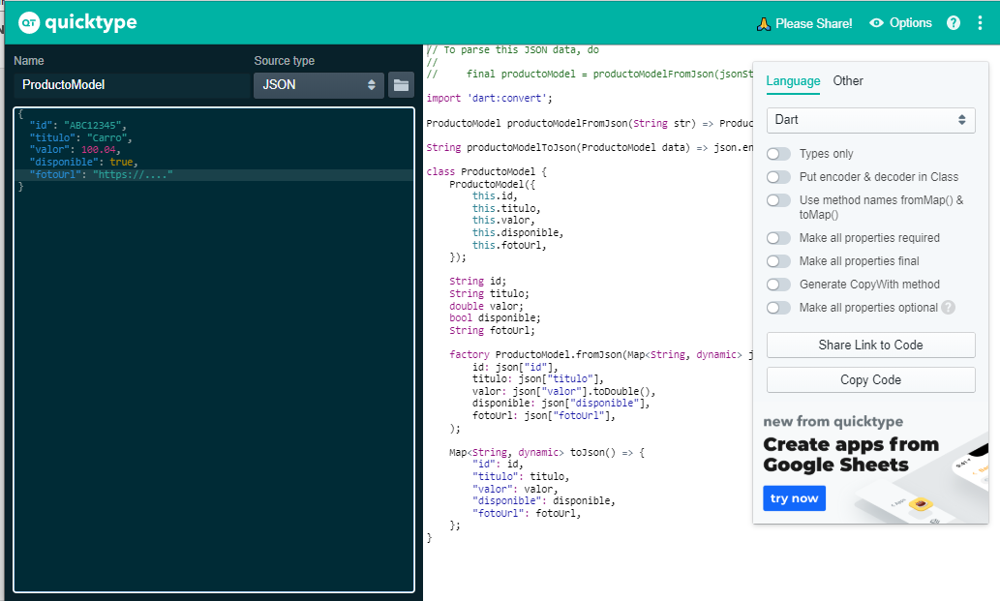 QT quicktype
Please Share!
Options
?
Name
Source type
ProductoModel
JSON
{
"id": "ABC12345",
"titulo": "Carro",
"valor": 100.04,
"disponible": true,
"fotoUrl": "https://...."
}
// To parse this JSON data, do
//
// final productoModel = productoModelFromJson(jsonSt
import 'dart:convert';
ProductoModel productoModelFromJson(String str) => Produc
String productoModelToJson(ProductoModel data) => json.en
class ProductoModel {
ProductoModel({
this.id,
this.titulo,
this.valor,
this.disponible,
this.fotoUrl,
});
String id;
String titulo;
double valor;
bool disponible;
String fotoUrl;
factory ProductoModel.fromJson(Map<String, dynamic> j
id: json["id"],
titulo: json["titulo"],
valor: json["valor"].toDouble(),
disponible: json["disponible"],
fotoUrl: json["fotoUrl"],
);
Map<String, dynamic> toJson() => {
"id": id,
"titulo": titulo,
"valor": valor,
"disponible": disponible,
"fotoUrl": fotoUrl,
};
}
Language
Other
Dart
Types only
Put encoder & decoder in Class
Use method names fromMap() &
toMap()
Make all properties required
Make all properties final
Generate CopyWith method
Make all properties optional ?
Share Link to Code
Copy Code
new from quicktype
Create apps from
Google Sheets
try now